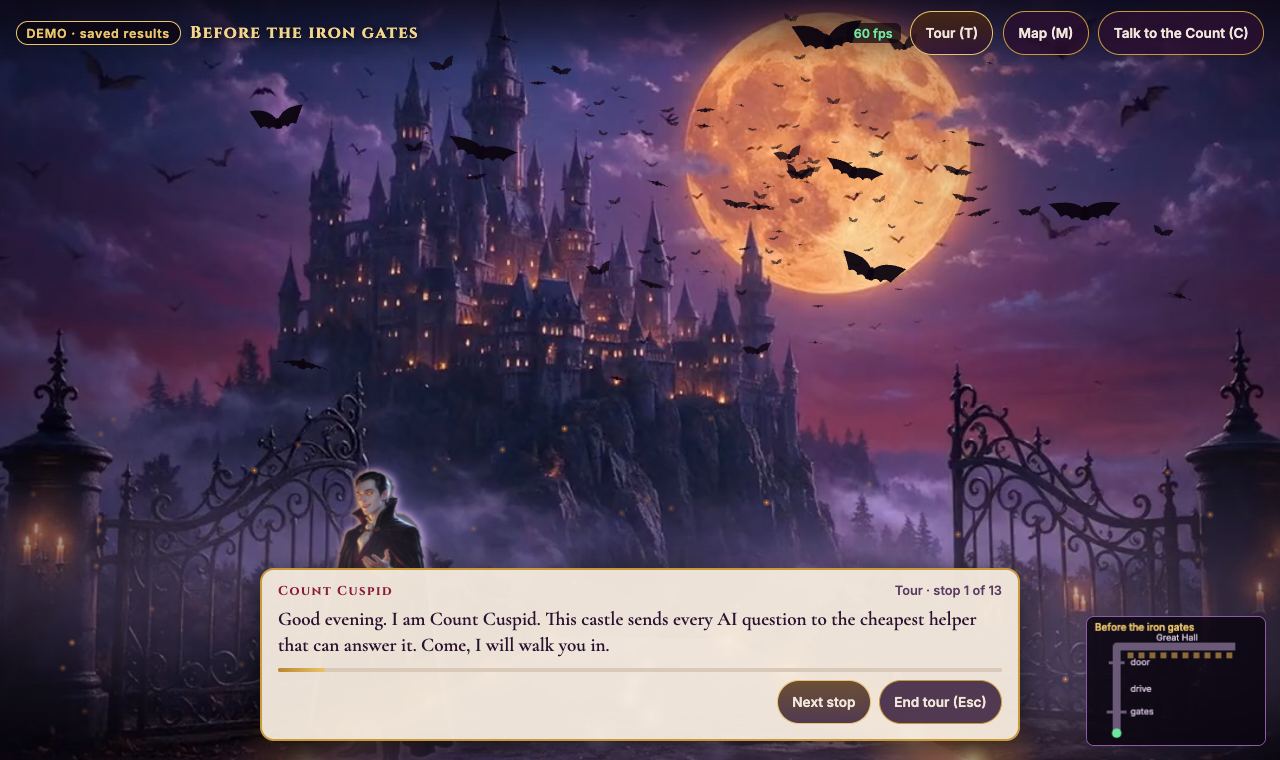 DEMO · saved results
Before the iron gates
60 fps
Tour (T)
Map (M)
Talk to the Count (C)
Count Cuspid
Tour · stop 1 of 13
Good evening. I am Count Cuspid. This castle sends every AI question to the cheapest helper
that can answer it. Come, I will walk you in.
Next stop
End tour (Esc)
Before the iron gates
Great Hall
door
drive
gates